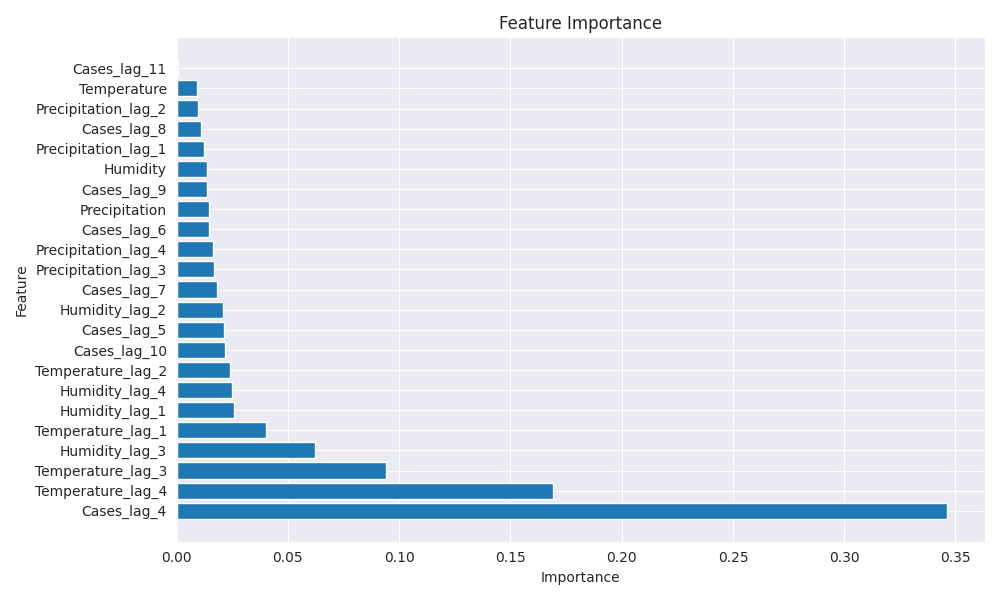 Feature Importance
Cases_lag_11
Temperature
Precipitation_lag_2
Cases_lag_8
Precipitation_lag_1
Humidity
Cases_lag_9
Precipitation
Cases_lag_6
Precipitation_lag_4
Precipitation_lag_3
Cases_lag_7
Humidity_lag_2
Cases_lag_5
Cases_lag_10
Temperature_lag_2
Humidity_lag_4
Humidity_lag_1
Temperature_lag_1
Humidity_lag_3
Temperature_lag_3
Temperature_lag_4
Cases_lag_4
Feature
0.00 0.05 0.10 0.15 0.20 0.25 0.30 0.35
Importance